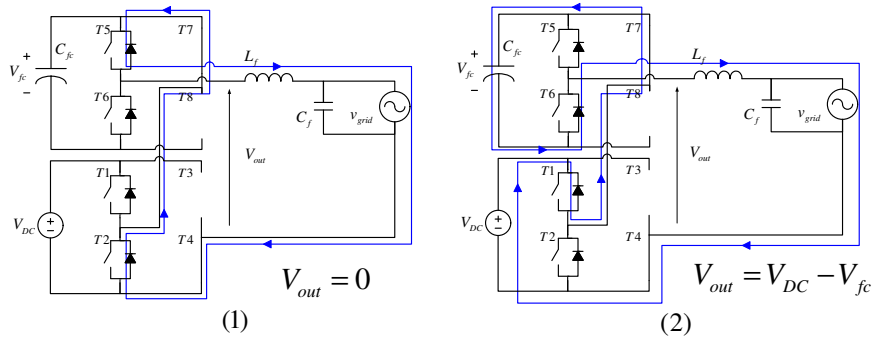 T5
T7
+
C_fc
V_fc
−
L_f
T6
T8
C_f
v_grid
V_out
T1
T3
V_DC
+
−
T2
T4
V_out = 0
(1)
T5
T7
+
C_fc
V_fc
−
L_f
T6
T8
C_f
v_grid
V_out
T1
T3
V_DC
+
−
T2
T4
V_out = V_DC − V_fc
(2)